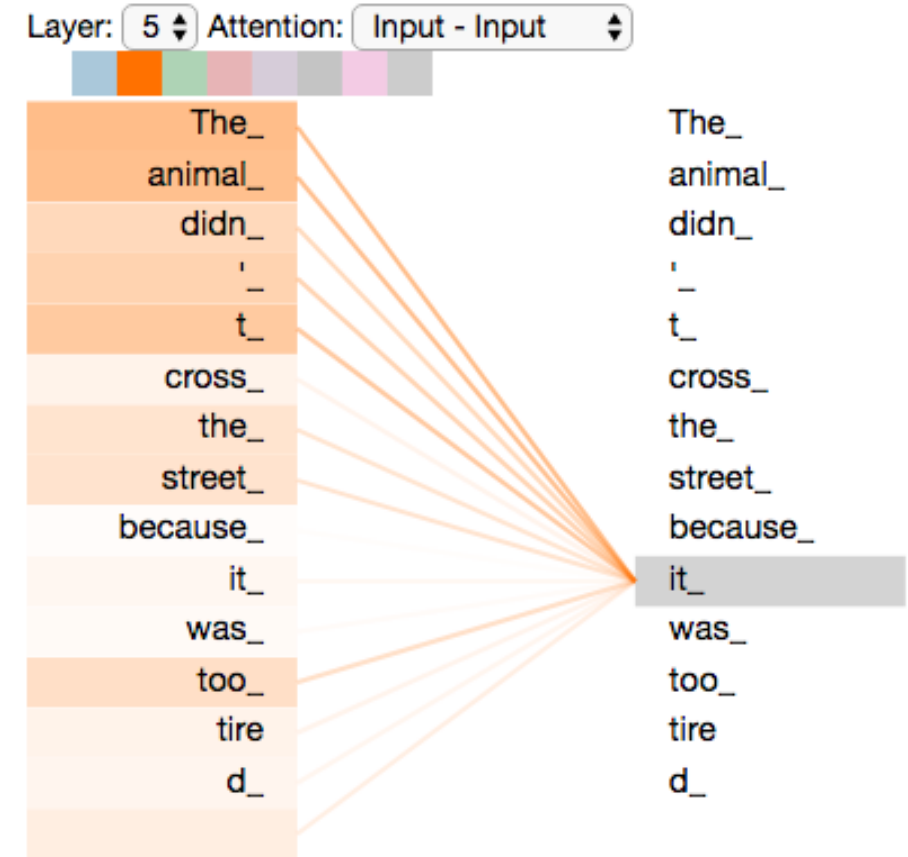 Layer: 5 Attention: Input - Input
The_ The_
animal_ animal_
didn_ didn_
'_ '_
t_ t_
cross_ cross_
the_ the_
street_ street_
because_ because_
it_ it_
was_ was_
too_ too_
tire tire
d_ d_